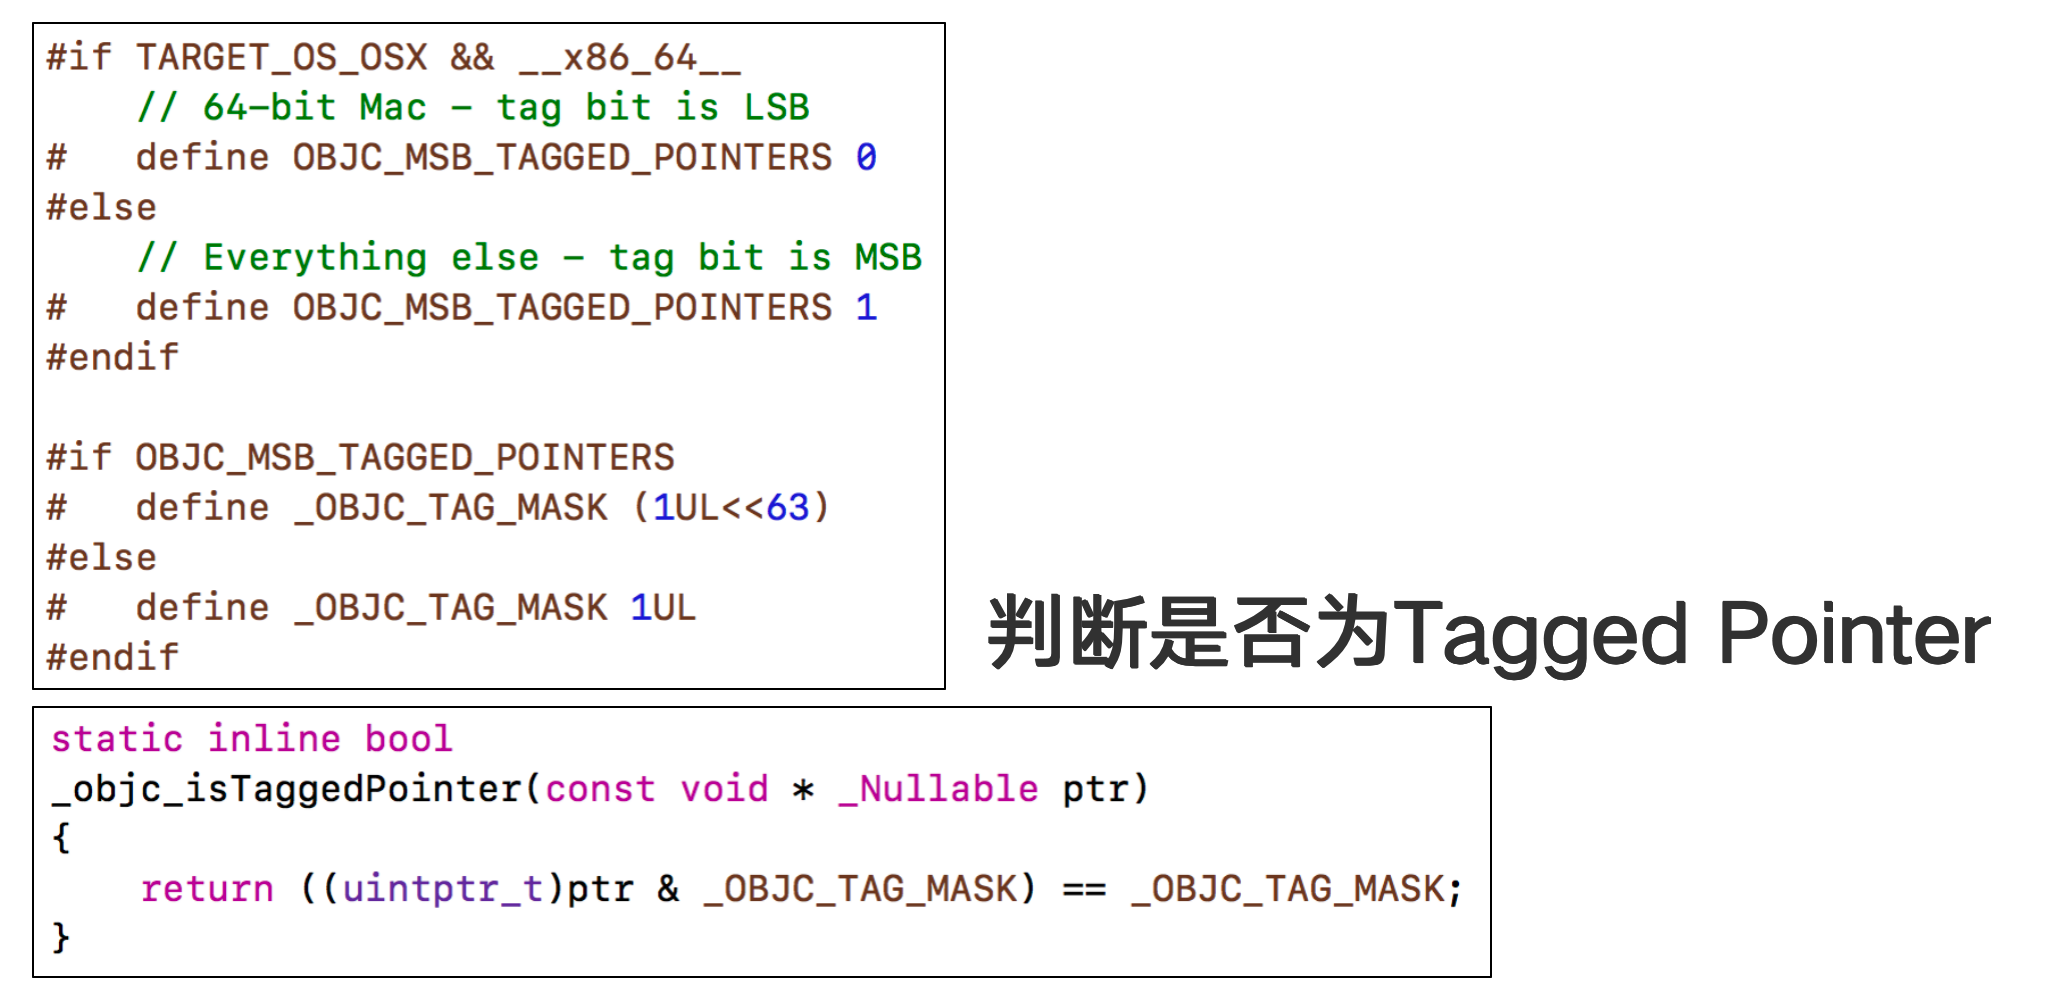 #if TARGET_OS_OSX && __x86_64__
    // 64-bit Mac - tag bit is LSB
#   define OBJC_MSB_TAGGED_POINTERS 0
#else
    // Everything else - tag bit is MSB
#   define OBJC_MSB_TAGGED_POINTERS 1
#endif

#if OBJC_MSB_TAGGED_POINTERS
#   define _OBJC_TAG_MASK (1UL<<63)
#else
#   define _OBJC_TAG_MASK 1UL
#endif
判断是否为Tagged Pointer
static inline bool
_objc_isTaggedPointer(const void * _Nullable ptr)
{
    return ((uintptr_t)ptr & _OBJC_TAG_MASK) == _OBJC_TAG_MASK;
}